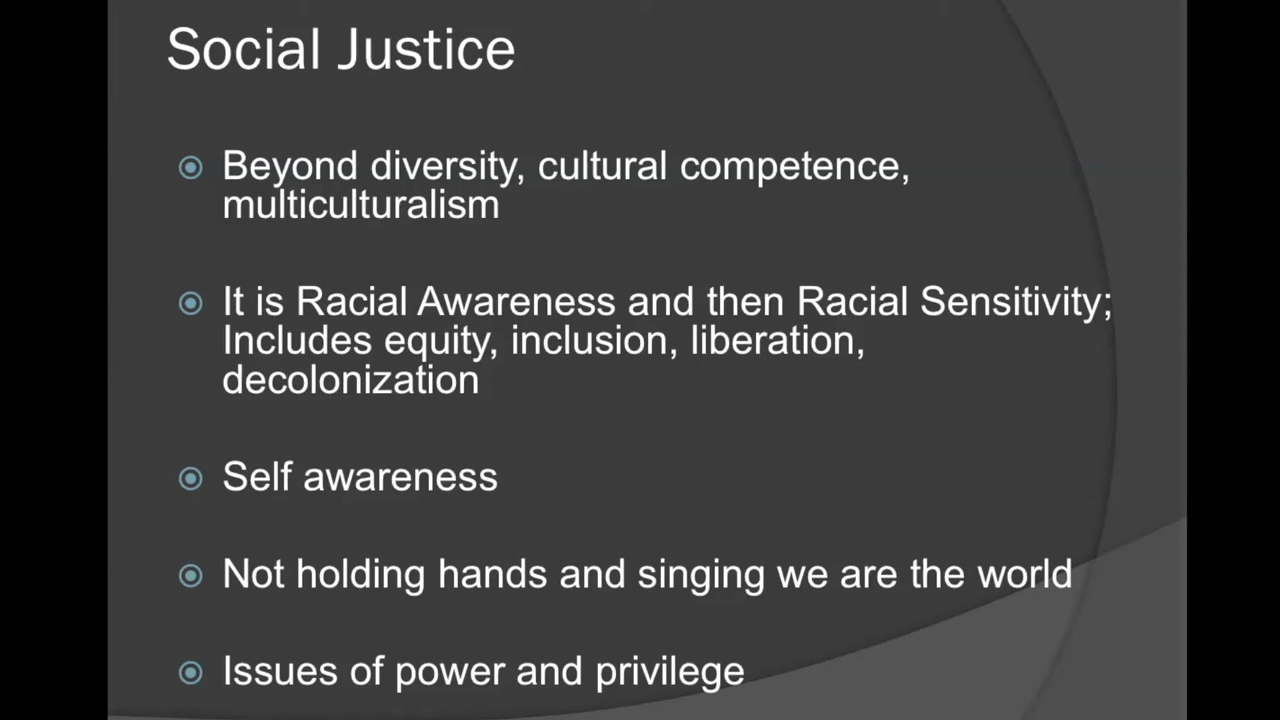 Social Justice
Beyond diversity, cultural competence,
multiculturalism
It is Racial Awareness and then Racial Sensitivity;
Includes equity, inclusion, liberation,
decolonization
Self awareness
Not holding hands and singing we are the world
Issues of power and privilege